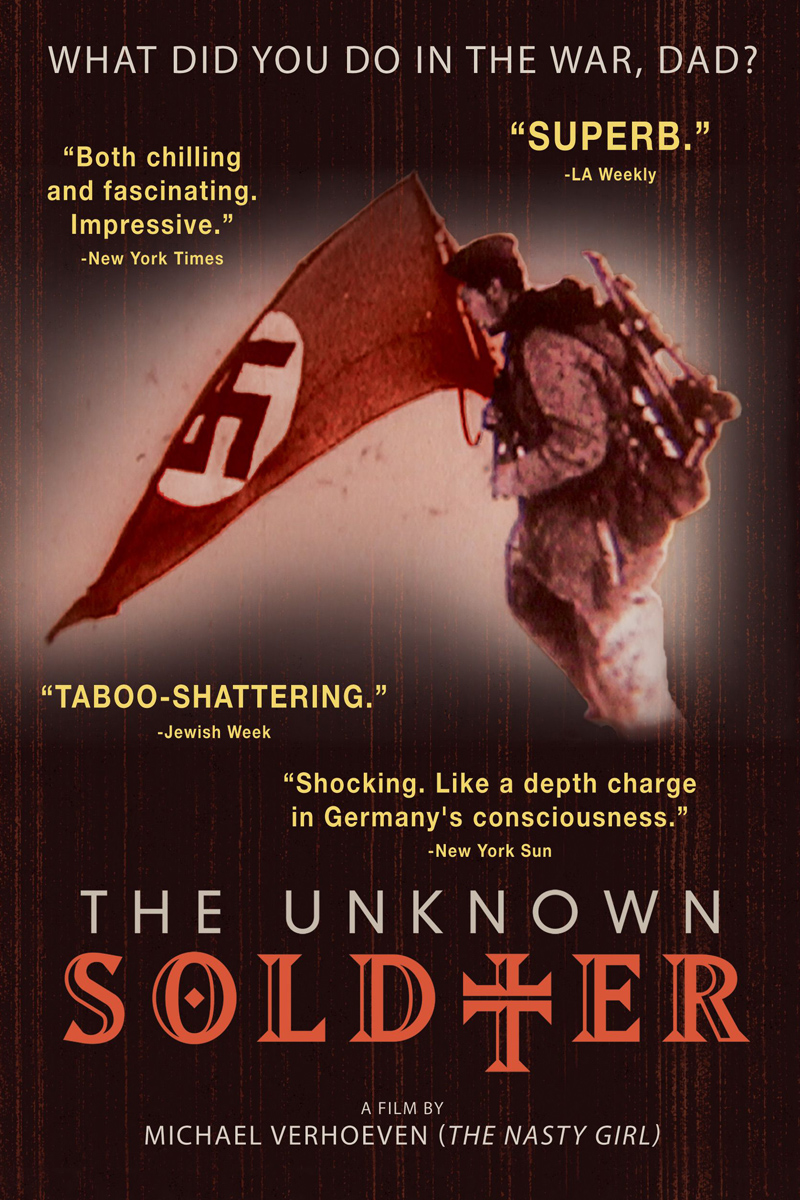 WHAT DID YOU DO IN THE WAR, DAD?
“SUPERB.”
-LA Weekly
“Both chilling
and fascinating.
Impressive.”
-New York Times
“TABOO-SHATTERING.”
-Jewish Week
“Shocking. Like a depth charge
in Germany's consciousness.”
-New York Sun
THE UNKNOWN
SOLDIER
A FILM BY
MICHAEL VERHOEVEN (THE NASTY GIRL)